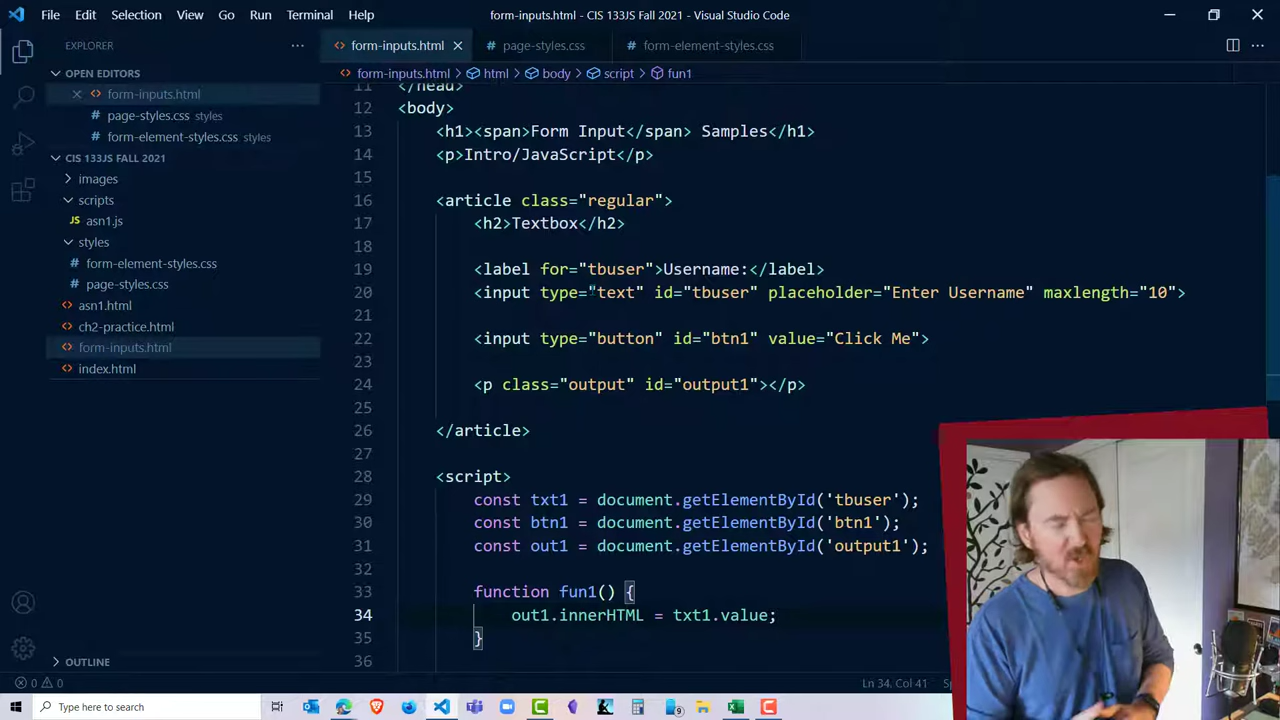 File Edit Selection View Go Run Terminal Help form-inputs.html - CIS 133JS Fall 2021 - Visual Studio Code
EXPLORER
form-inputs.html page-styles.css form-element-styles.css
OPEN EDITORS
form-inputs.html
page-styles.css styles
form-element-styles.css styles
CIS 133JS FALL 2021
images
scripts
asn1.js
styles
form-element-styles.css
page-styles.css
asn1.html
ch2-practice.html
form-inputs.html
index.html
OUTLINE
form-inputs.html > html > body > script > fun1
11 </head>
12 <body>
13 <h1><span>Form Input</span> Samples</h1>
14 <p>Intro/JavaScript</p>
15
16 <article class="regular">
17 <h2>Textbox</h2>
18
19 <label for="tbuser">Username:</label>
20 <input type="text" id="tbuser" placeholder="Enter Username" maxlength="10">
21
22 <input type="button" id="btn1" value="Click Me">
23
24 <p class="output" id="output1"></p>
25
26 </article>
27
28 <script>
29 const txt1 = document.getElementById('tbuser');
30 const btn1 = document.getElementById('btn1');
31 const out1 = document.getElementById('output1');
32
33 function fun1() {
34 out1.innerHTML = txt1.value;
35 }
36
0 0 Ln 34, Col 41
Type here to search 9